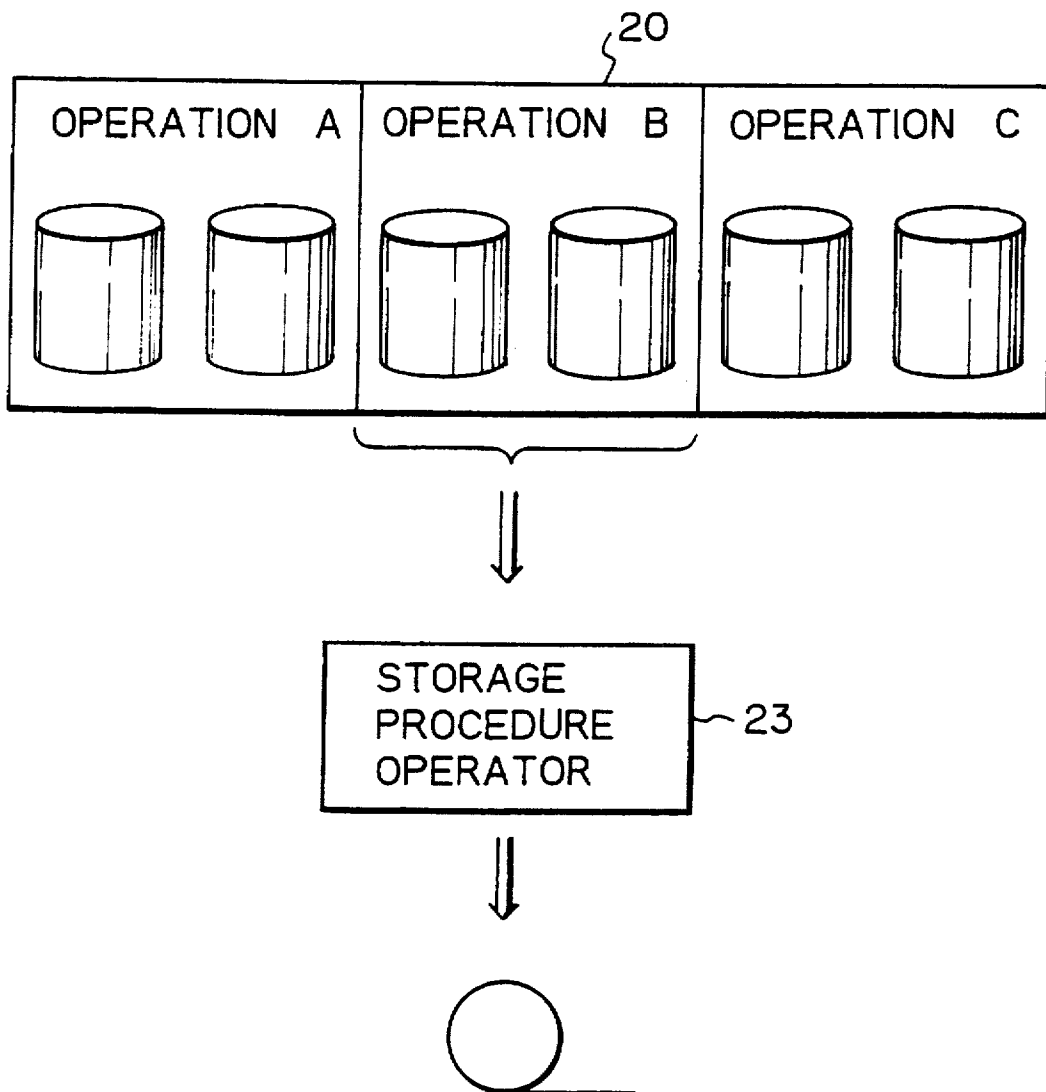 20
OPERATION A OPERATION B OPERATION C
STORAGE
PROCEDURE
OPERATOR
23